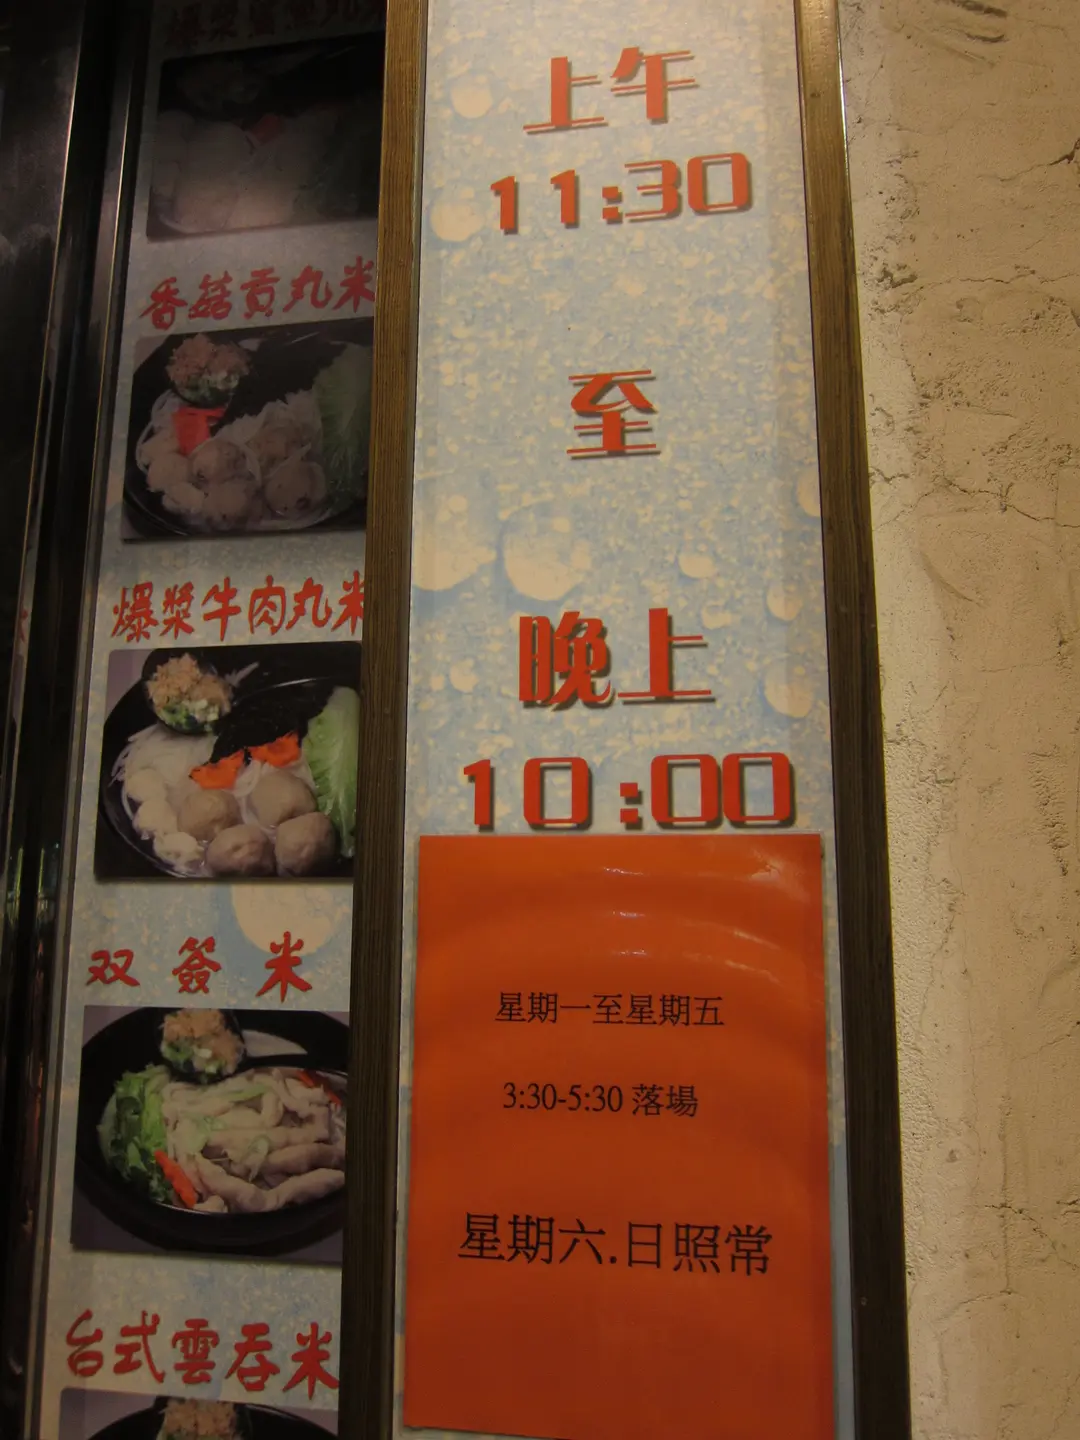 香菇贡丸米
爆漿牛肉丸米
双簽米
台式雲吞米
上午
11:30
至
晚上
10:00
星期一至星期五
3:30-5:30 落場
星期六.日照常